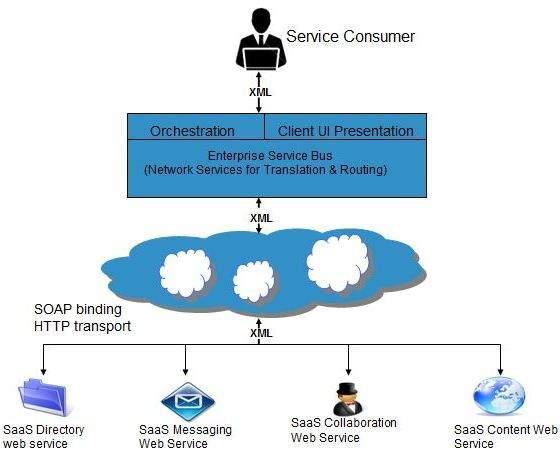 Service Consumer
XML
Orchestration
Client UI Presentation
Enterprise Service Bus
(Network Services for Translation & Routing)
XML
SOAP binding
HTTP transport
XML
SaaS Directory
web service
SaaS Messaging
Web Service
SaaS Collaboration
Web Service
SaaS Content Web
Service